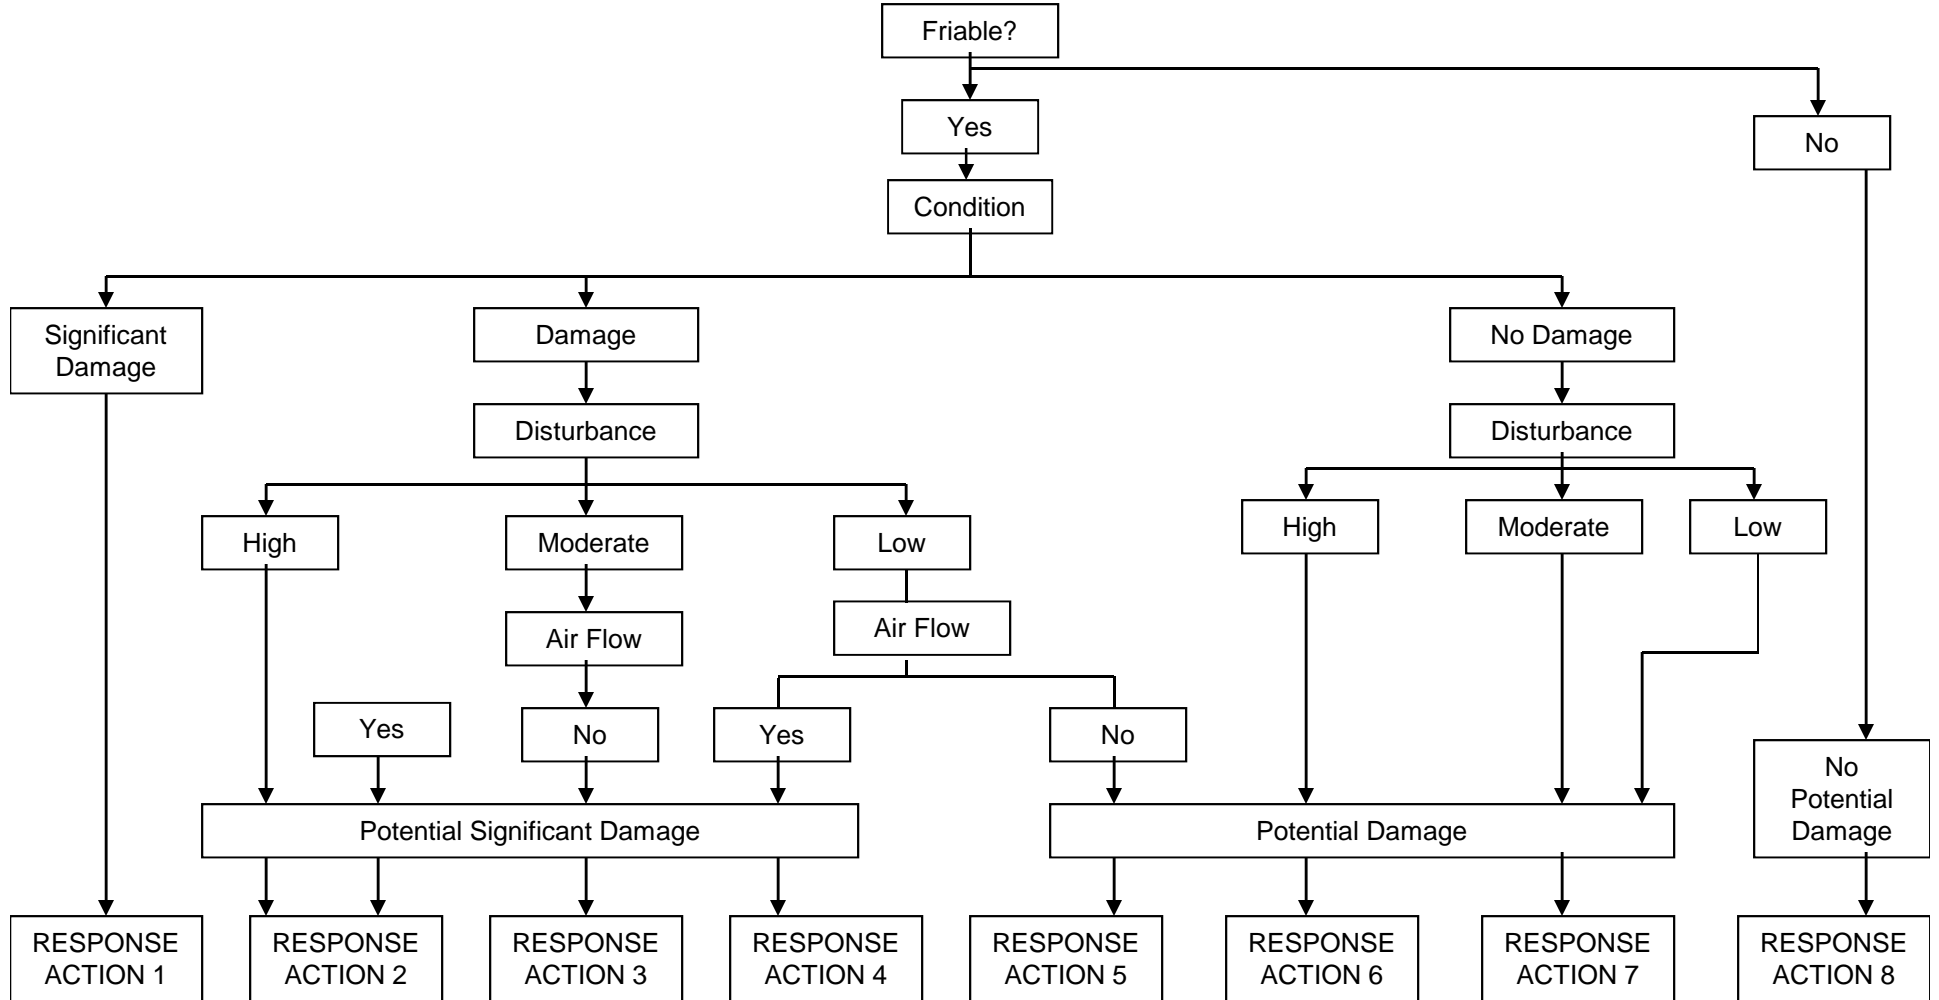 Friable?
Yes
No
Condition
Significant
Damage
Damage
No Damage
Disturbance
Disturbance
High
Moderate
Low
High
Moderate
Low
Air Flow
Air Flow
Yes
No
Yes
No
No
Potential
Damage
Potential Significant Damage
Potential Damage
RESPONSE
ACTION 1
RESPONSE
ACTION 2
RESPONSE
ACTION 3
RESPONSE
ACTION 4
RESPONSE
ACTION 5
RESPONSE
ACTION 6
RESPONSE
ACTION 7
RESPONSE
ACTION 8